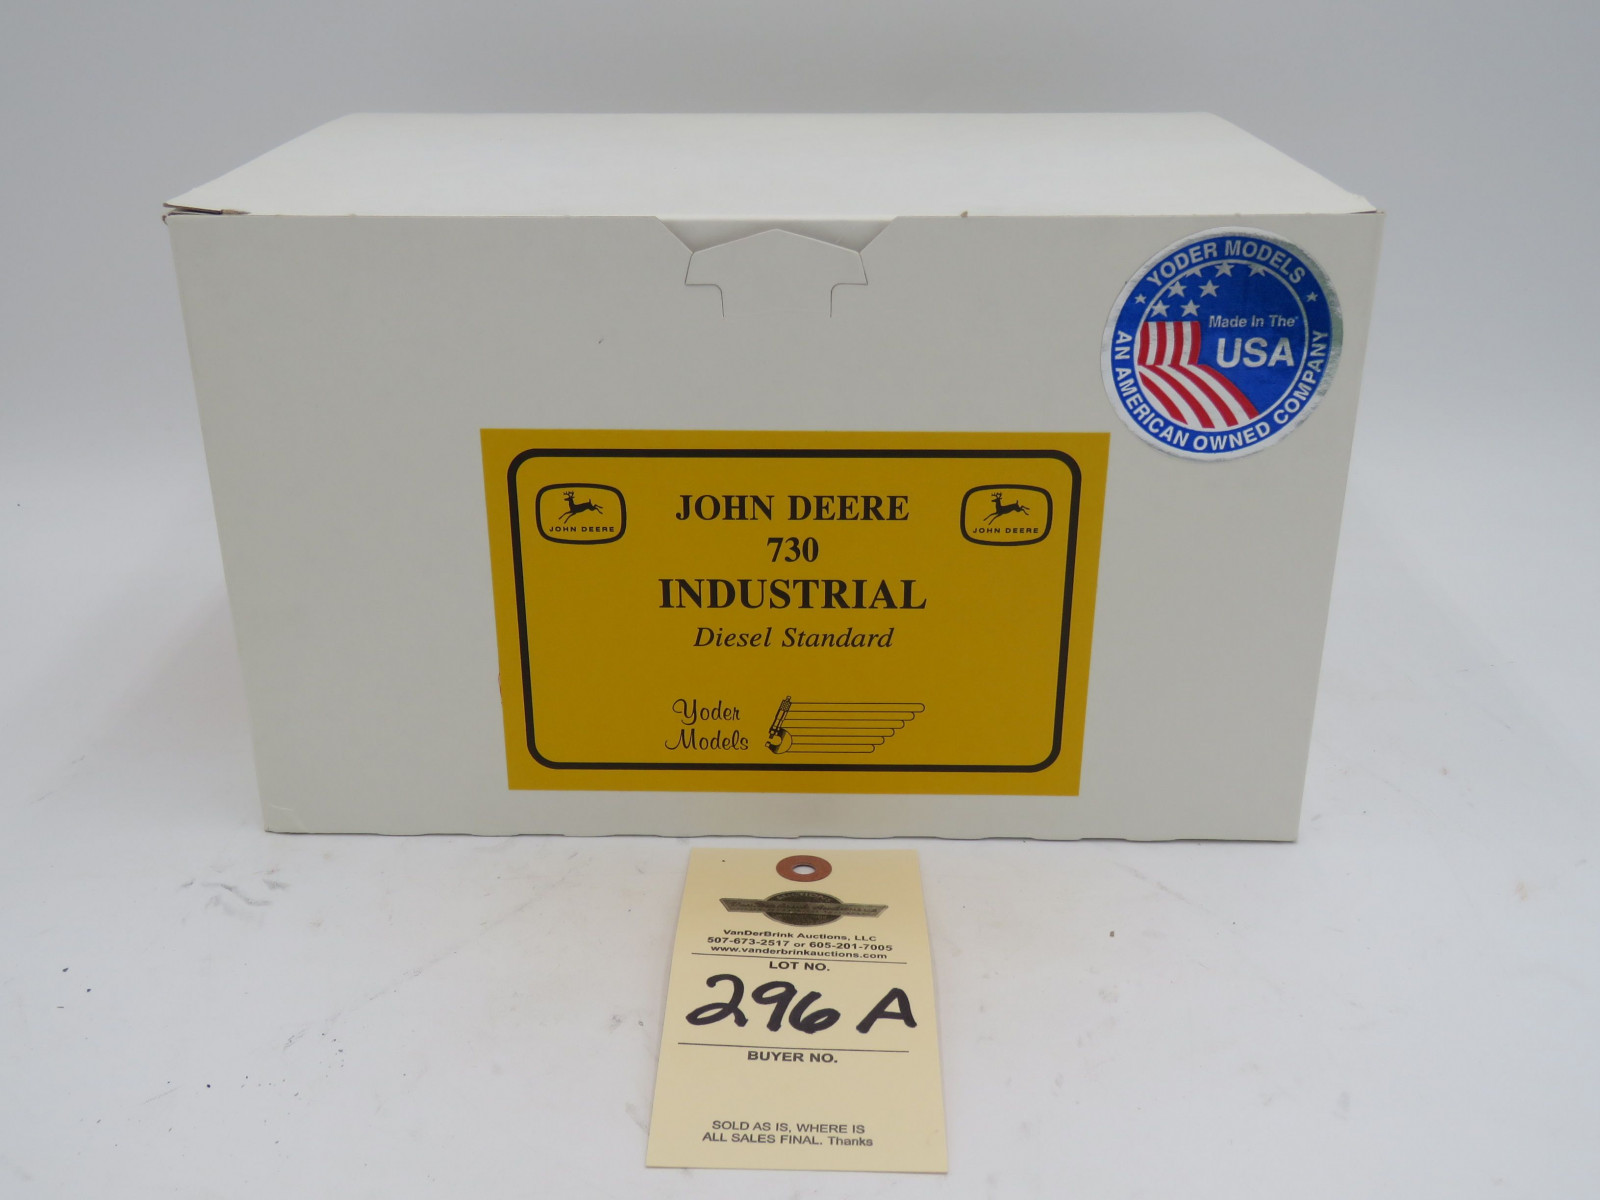 YODER MODELS
Made In The
USA
AN AMERICAN OWNED COMPANY
JOHN DEERE
JOHN DEERE
JOHN DEERE
730
INDUSTRIAL
Diesel Standard
Yoder
Models
VanDerBrink Auctions, LLC
507-673-2517 or 605-201-7005
www.vanderbrinkauctions.com
LOT NO.
296 A
BUYER NO.
SOLD AS IS, WHERE IS
ALL SALES FINAL. Thanks